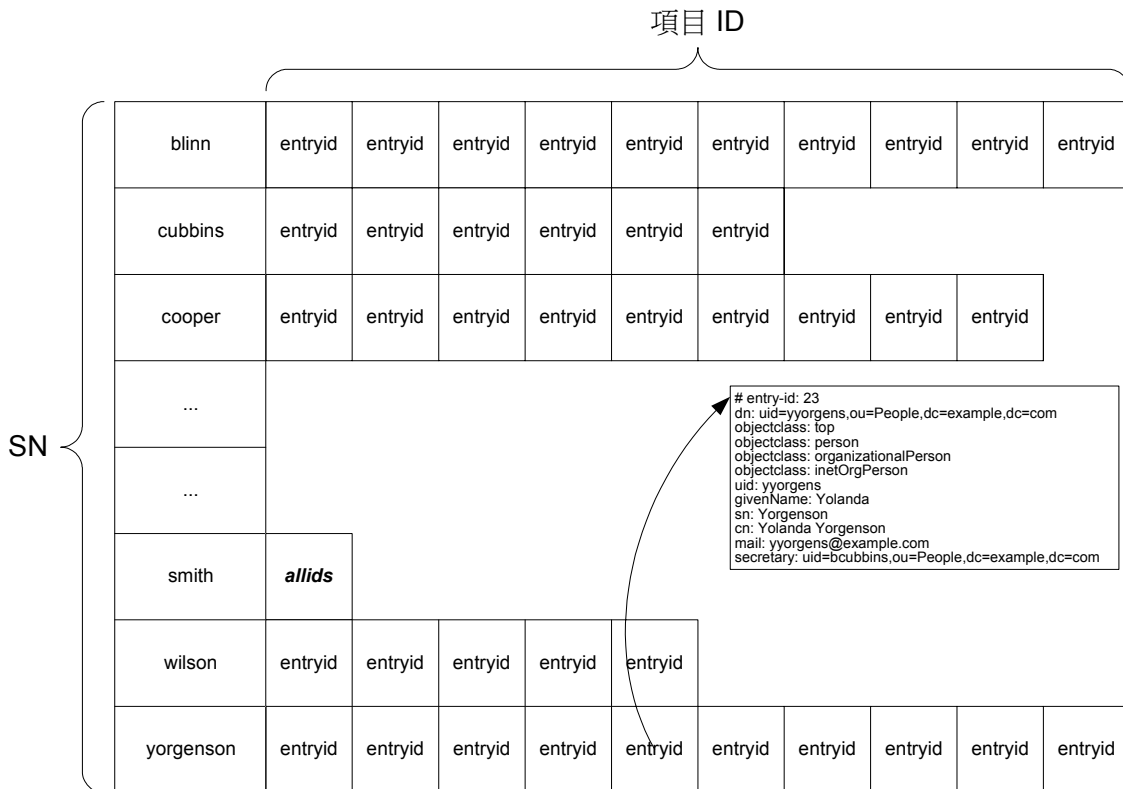 項目 ID
SN
blinn entryid entryid entryid entryid entryid entryid entryid entryid entryid entryid
cubbins entryid entryid entryid entryid entryid entryid
cooper entryid entryid entryid entryid entryid entryid entryid entryid entryid
...
...
smith allids
wilson entryid entryid entryid entryid entryid
yorgenson entryid entryid entryid entryid entryid entryid entryid entryid entryid entryid
# entry-id: 23
dn: uid=yyorgens,ou=People,dc=example,dc=com
objectclass: top
objectclass: person
objectclass: organizationalPerson
objectclass: inetOrgPerson
uid: yyorgens
givenName: Yolanda
sn: Yorgenson
cn: Yolanda Yorgenson
mail: yyorgens@example.com
secretary: uid=bcubbins,ou=People,dc=example,dc=com